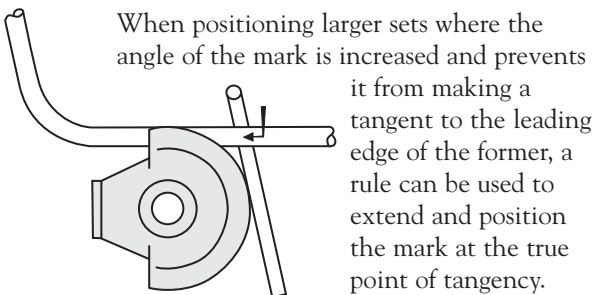 When positioning larger sets where the
angle of the mark is increased and prevents
it from making a
tangent to the leading
edge of the former, a
rule can be used to
extend and position
the mark at the true
point of tangency.